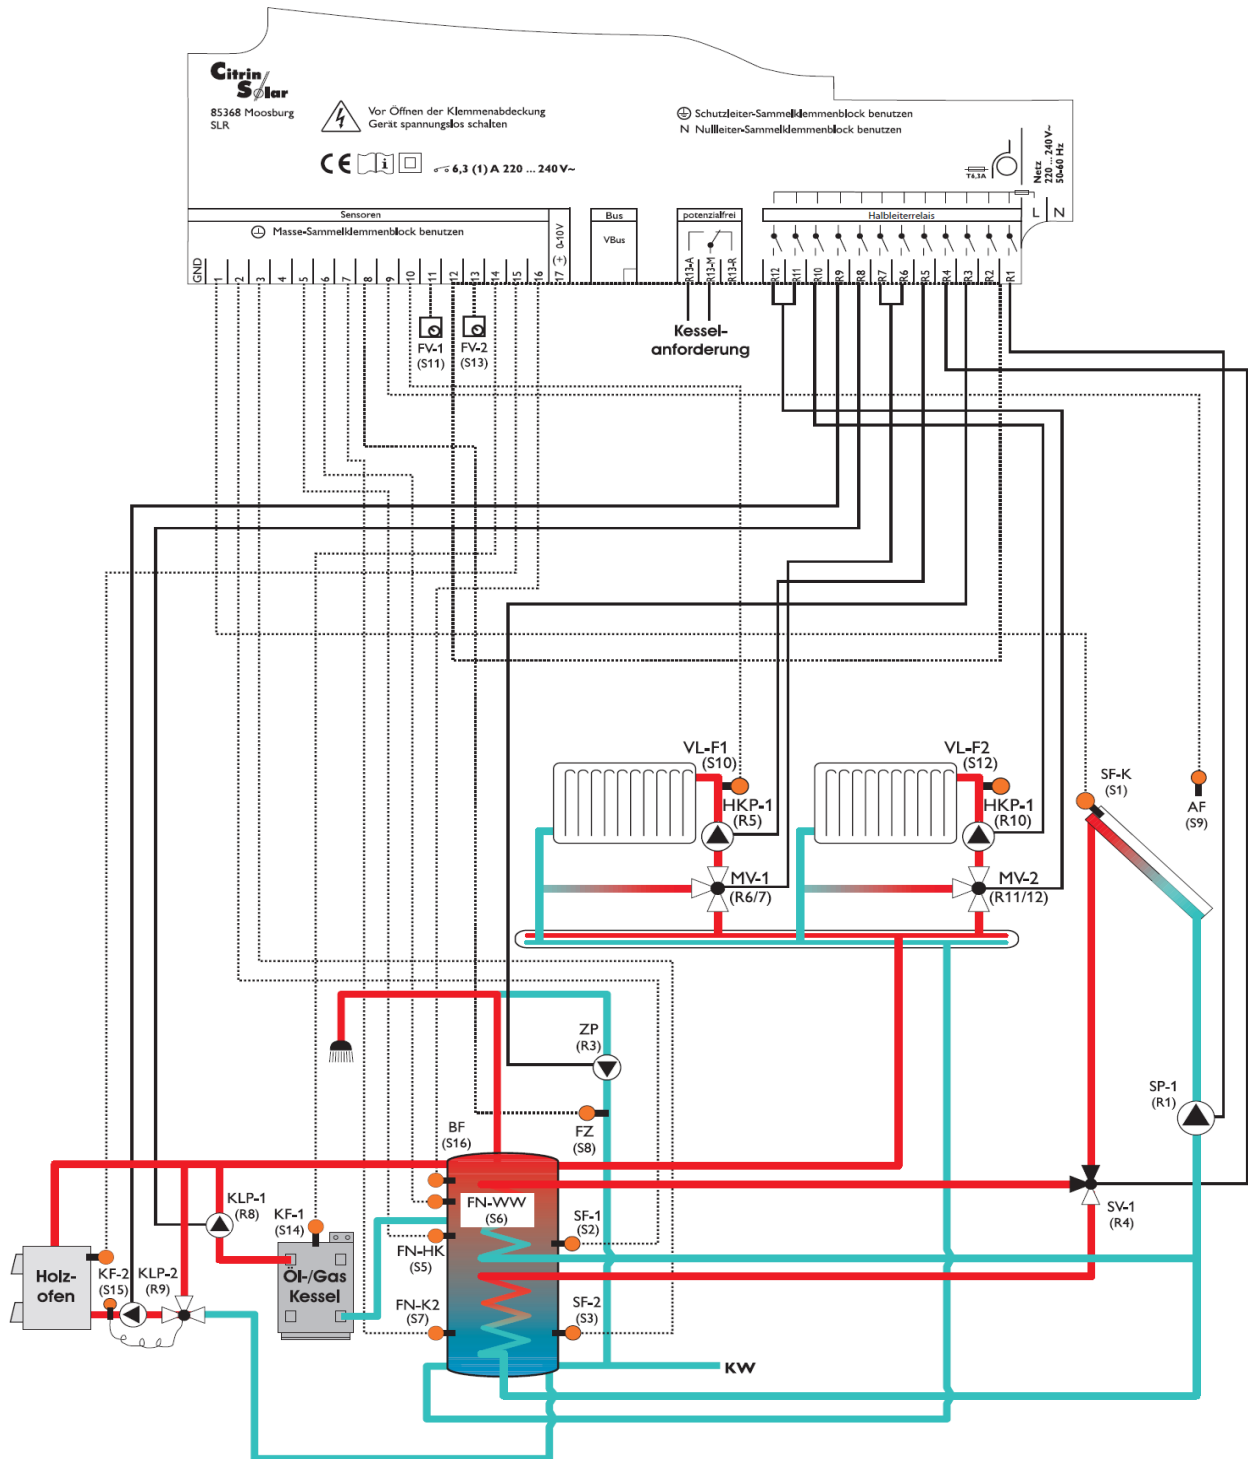 Citrin
Solar
85368 Moosburg
SLR
Vor Öffnen der Klemmenabdeckung
Gerät spannungslos schalten
CE
i
6,3 (1) A 220 ... 240 V~
Schutzleiter-Sammelklemmenblock benutzen
N Nullleiter-Sammelklemmenblock benutzen
T6,3A
Netz
220 ... 240 V~
50-60 Hz
L N
Sensoren
Masse-Sammelklemmenblock benutzen
0-10 V
(+)
Bus
VBus
potenzialfrei
Halbleiterrelais
GND 1 2 3 4 5 6 7 8 9 10 11 12 13 14 15 16 17
R13-A R13-M R13-R
R12 R11 R10 R9 R8 R7 R6 R5 R4 R3 R2 R1
FV-1
(S11)
FV-2
(S13)
Kessel-
anforderung
VL-F1
(S10)
HKP-1
(R5)
MV-1
(R6/7)
VL-F2
(S12)
HKP-1
(R10)
MV-2
(R11/12)
SF-K
(S1)
AF
(S9)
ZP
(R3)
FZ
(S8)
SP-1
(R1)
SV-1
(R4)
BF
(S16)
FN-WW
(S6)
SF-1
(S2)
FN-HK
(S5)
FN-K2
(S7)
SF-2
(S3)
KLP-1
(R8)
KF-1
(S14)
Öl-/Gas
Kessel
Holz-
ofen
KF-2
(S15)
KLP-2
(R9)
KW